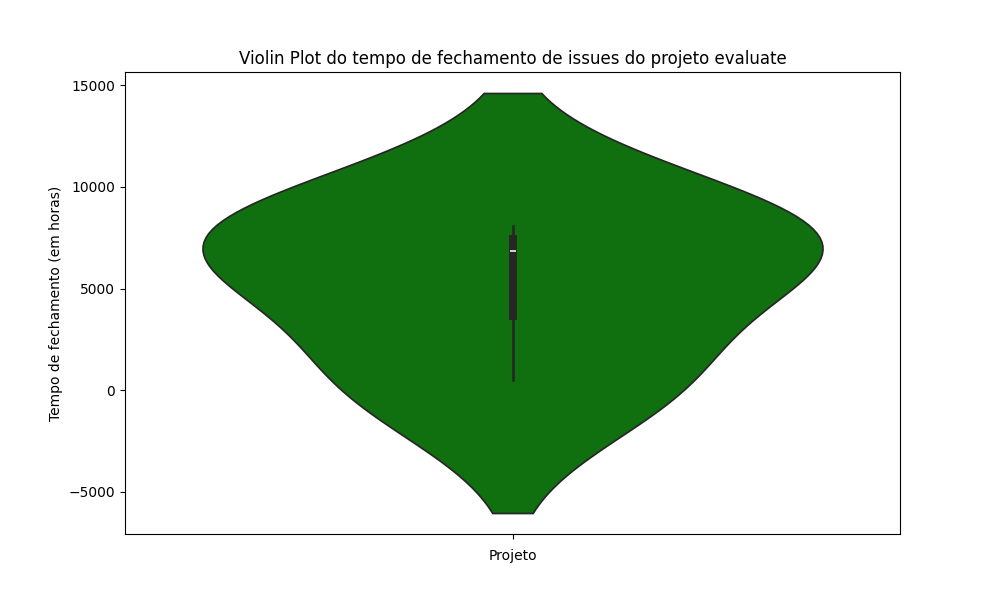 Violin Plot do tempo de fechamento de issues do projeto evaluate
Tempo de fechamento (em horas)
15000
10000
5000
0
−5000
Projeto